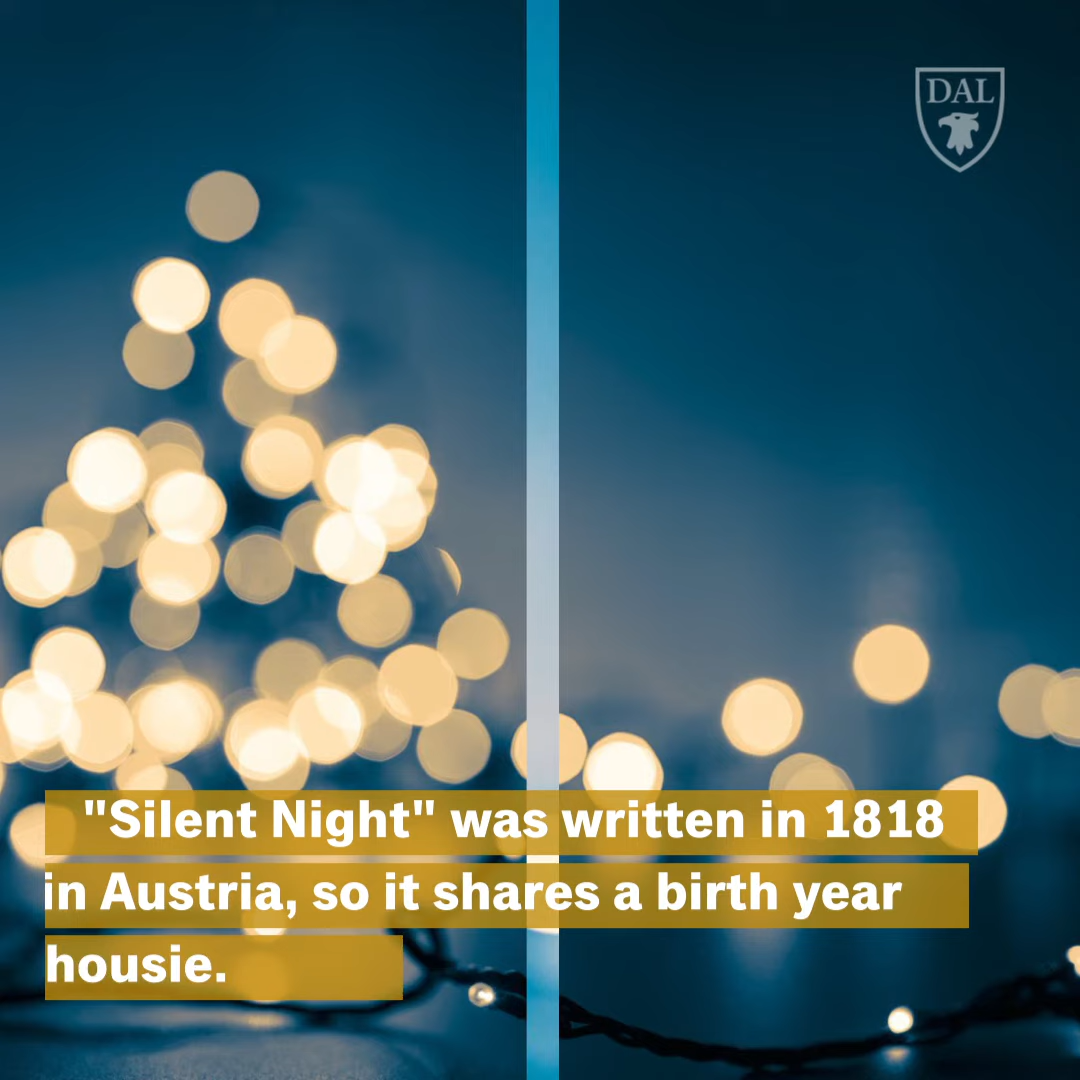 DAL
"Silent Night" was written in 1818
in Austria, so it shares a birth year
housie.